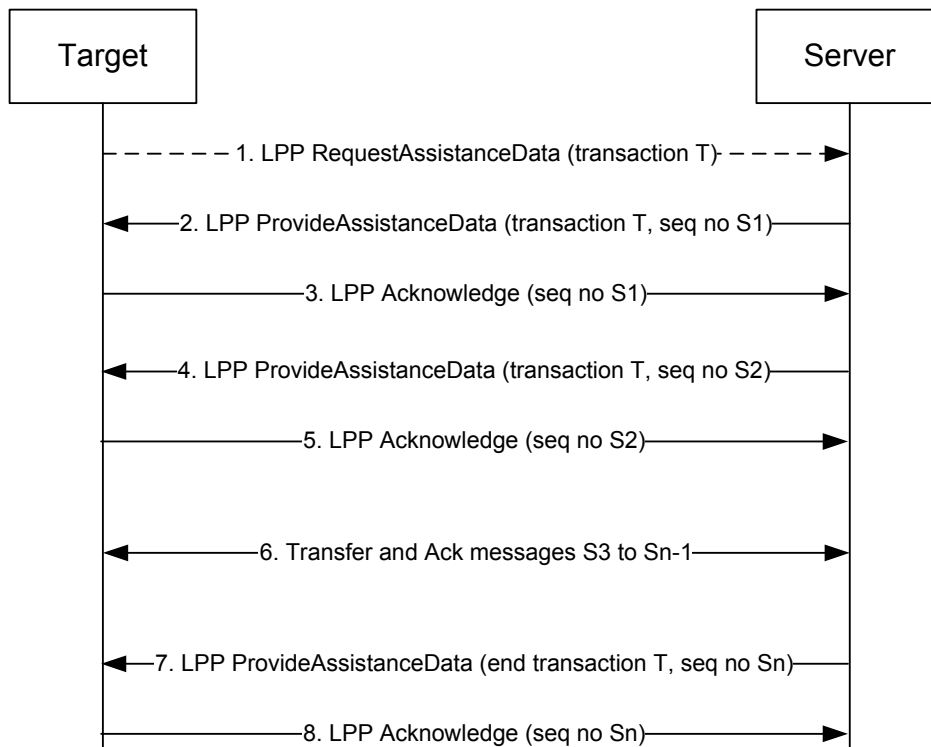 Target
Server
1. LPP RequestAssistanceData (transaction T)
2. LPP ProvideAssistanceData (transaction T, seq no S1)
3. LPP Acknowledge (seq no S1)
4. LPP ProvideAssistanceData (transaction T, seq no S2)
5. LPP Acknowledge (seq no S2)
6. Transfer and Ack messages S3 to Sn-1
7. LPP ProvideAssistanceData (end transaction T, seq no Sn)
8. LPP Acknowledge (seq no Sn)